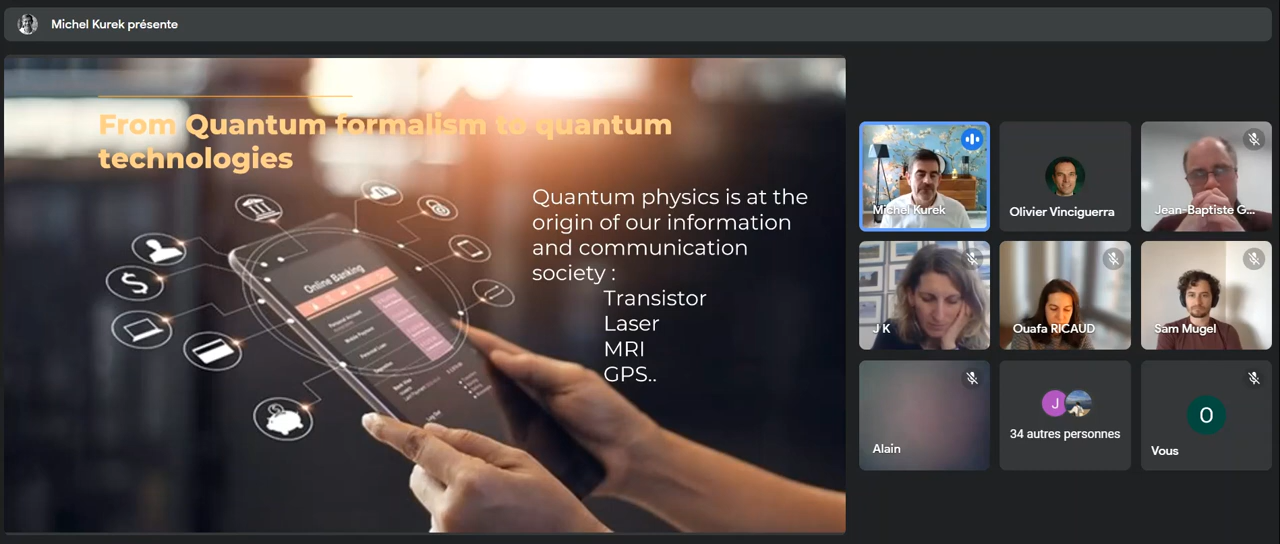 Michel Kurek présente
From Quantum formalism to quantum
technologies
Quantum physics is at the
origin of our information
and communication
society :
Transistor
Laser
MRI
GPS..
Online Banking
Michel Kurek
Olivier Vinciguerra
Jean-Baptiste G...
J K
Ouafa RICAUD
Sam Mugel
Alain
J
34 autres personnes
O
Vous